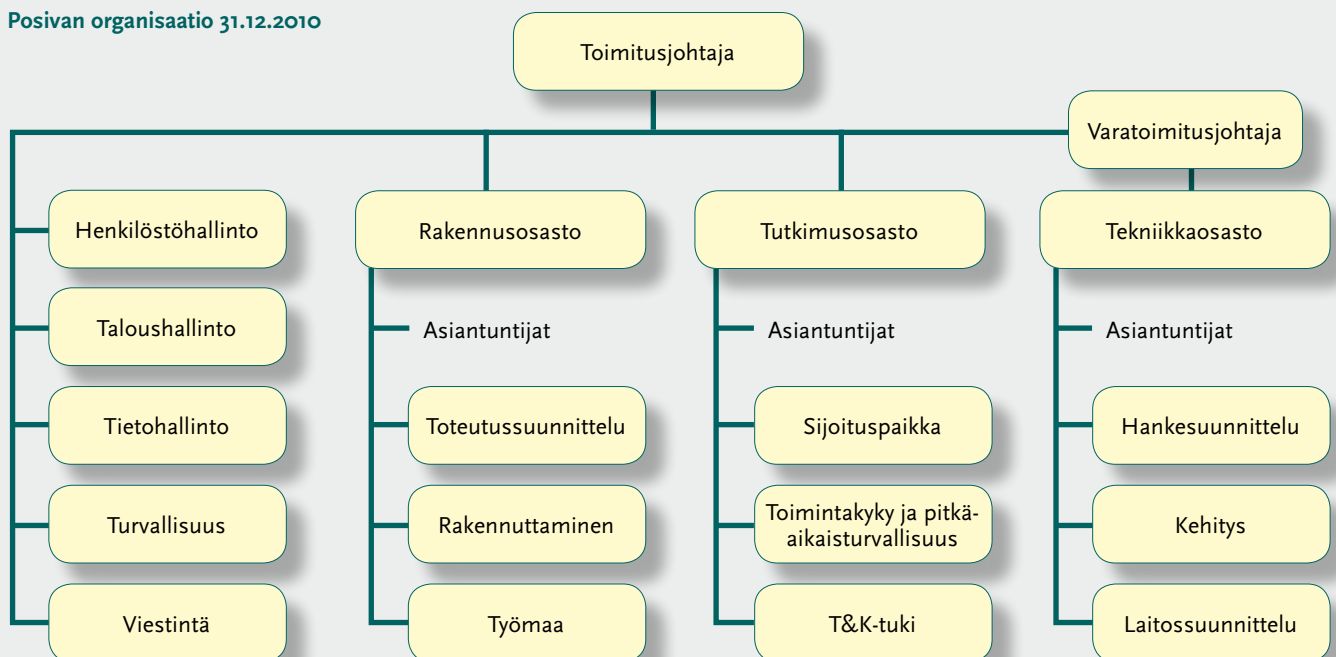 Posivan organisaatio 31.12.2010
Toimitusjohtaja
Varatoimitusjohtaja
Henkilöstöhallinto
Taloushallinto
Tietohallinto
Turvallisuus
Viestintä
Rakennusosasto
Asiantuntijat
Toteutussuunnittelu
Rakennuttaminen
Työmaa
Tutkimusosasto
Asiantuntijat
Sijoituspaikka
Toimintakyky ja pitkä-
aikaisturvallisuus
T&K-tuki
Tekniikkaosasto
Asiantuntijat
Hankesuunnittelu
Kehitys
Laitossuunnittelu